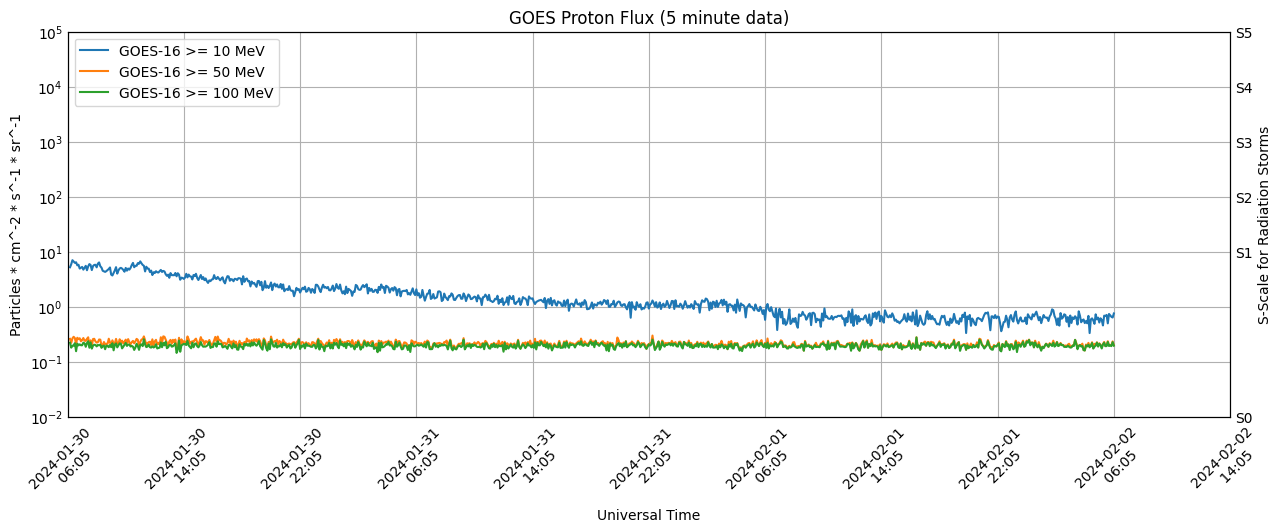 GOES Proton Flux (5 minute data)
GOES-16 >= 10 MeV
GOES-16 >= 50 MeV
GOES-16 >= 100 MeV
Particles * cm^-2 * s^-1 * sr^-1
10^5
10^4
10^3
10^2
10^1
10^0
10^-1
10^-2
S5
S4
S3
S2
S1
S0
S-Scale for Radiation Storms
2024-01-30
06:05
2024-01-30
14:05
2024-01-30
22:05
2024-01-31
06:05
2024-01-31
14:05
2024-01-31
22:05
2024-02-01
06:05
2024-02-01
14:05
2024-02-01
22:05
2024-02-02
06:05
2024-02-02
14:05
Universal Time